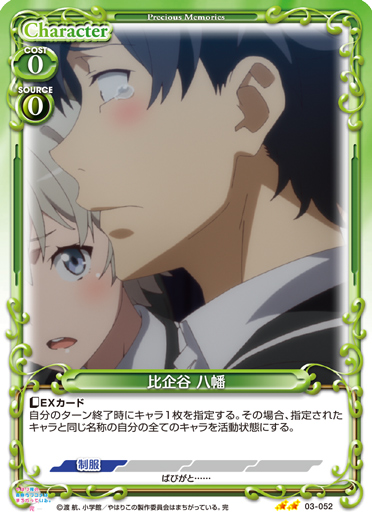 Precious Memories
Character
COST
0
SOURCE
0
比企谷 八幡
EXカード
自分のターン終了時にキャラ1枚を指定する。その場合、指定された
キャラと同じ名称の自分の全てのキャラを活動状態にする。
制服
ぱぴがと……
©渡 航、小学館／やはりこの製作委員会はまちがっている。完
03-052